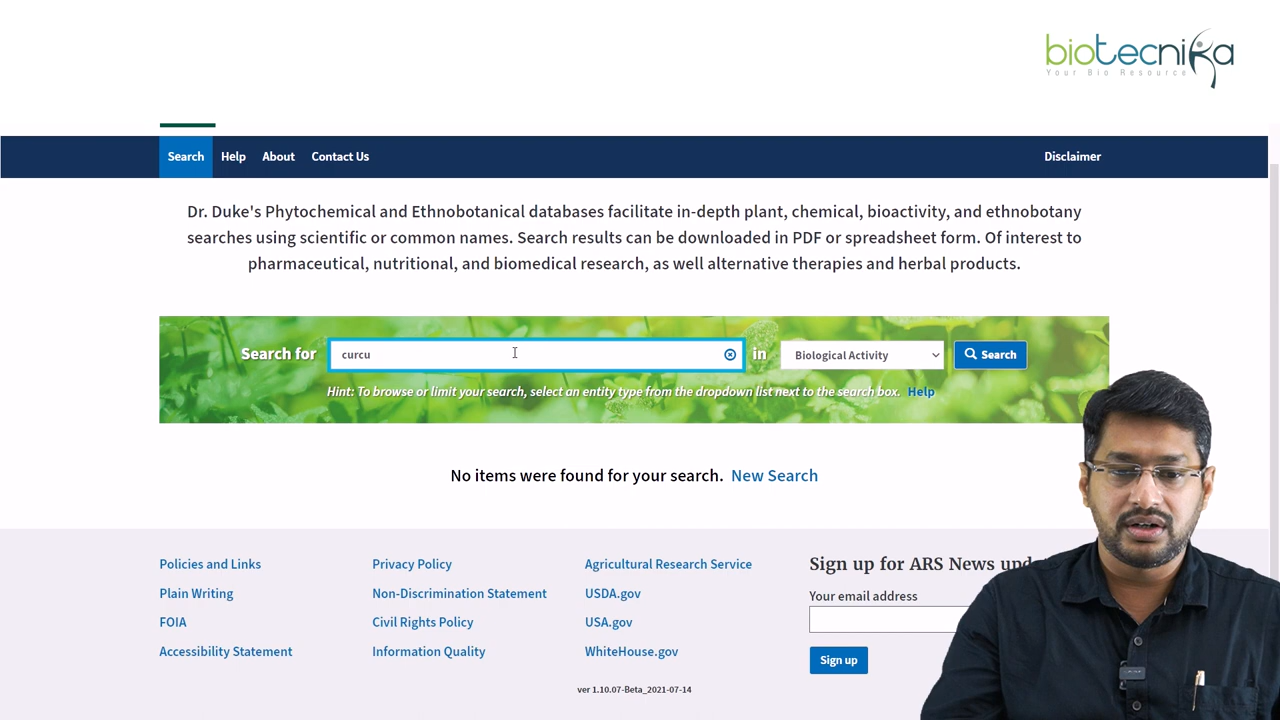 biotecnika
Your Bio Resource
Search Help About Contact Us Disclaimer
Dr. Duke's Phytochemical and Ethnobotanical databases facilitate in-depth plant, chemical, bioactivity, and ethnobotany
searches using scientific or common names. Search results can be downloaded in PDF or spreadsheet form. Of interest to
pharmaceutical, nutritional, and biomedical research, as well alternative therapies and herbal products.
Search for curcu in Biological Activity Search
Hint: To browse or limit your search, select an entity type from the dropdown list next to the search box. Help
No items were found for your search. New Search
Policies and Links
Plain Writing
FOIA
Accessibility Statement
Privacy Policy
Non-Discrimination Statement
Civil Rights Policy
Information Quality
Agricultural Research Service
USDA.gov
USA.gov
WhiteHouse.gov
Sign up for ARS News
Your email address
Sign up
ver 1.10.07-Beta_2021-07-14